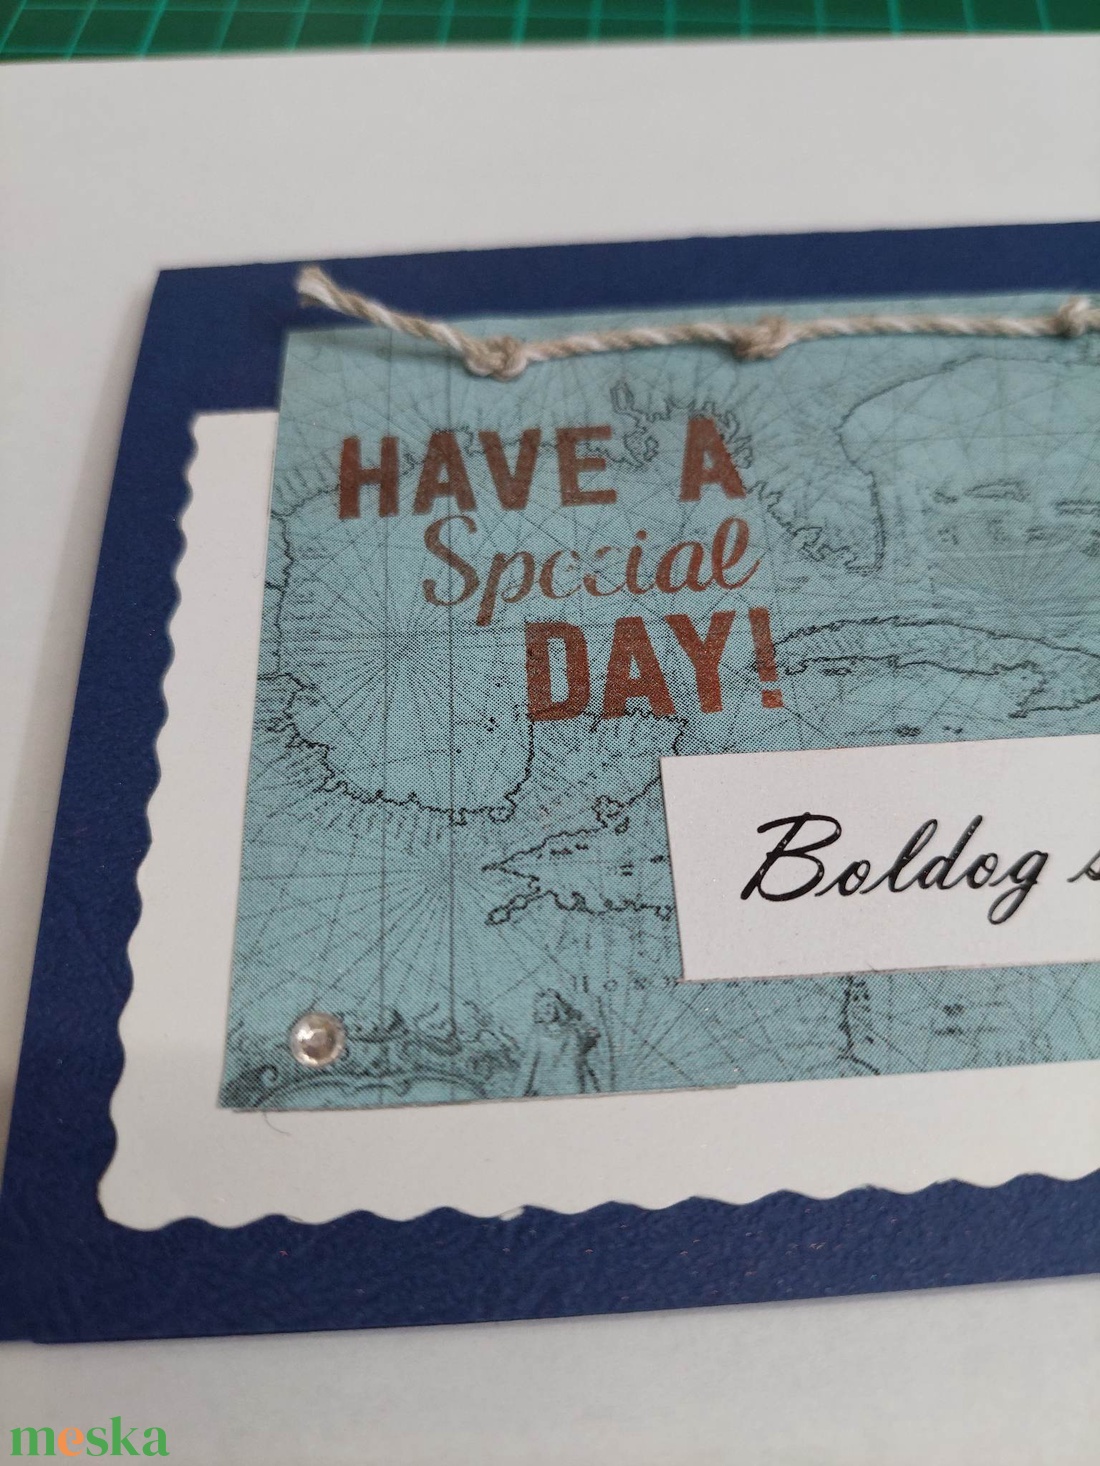 HAVE A
Special
DAY!
Boldog
meska